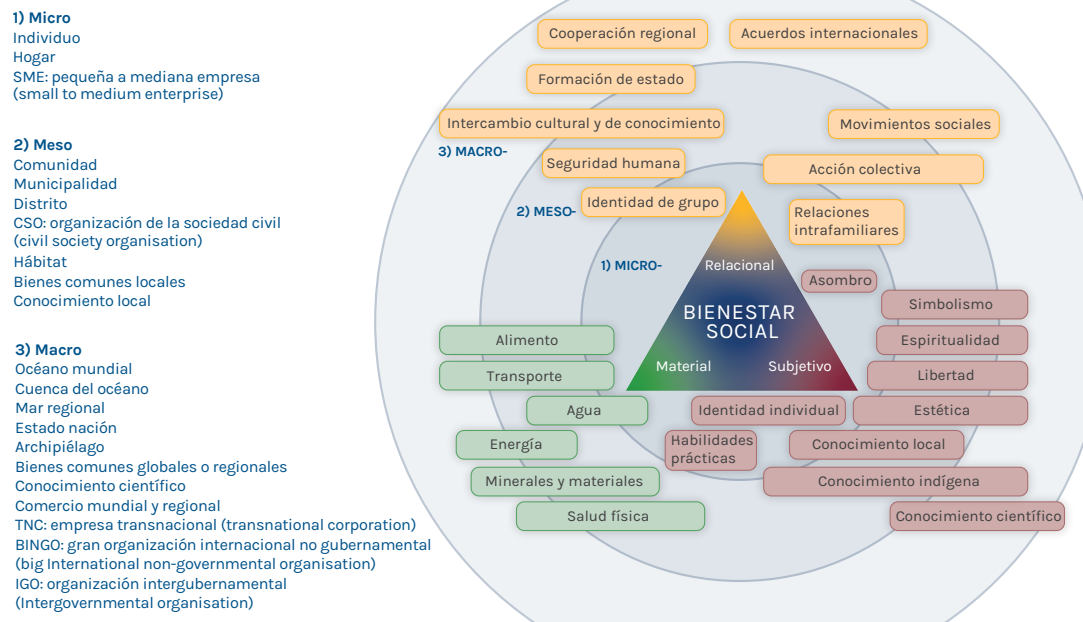 1) Micro
Individuo
Hogar
SME: pequeña a mediana empresa
(small to medium enterprise)
2) Meso
Comunidad
Municipalidad
Distrito
CSO: organización de la sociedad civil
(civil society organisation)
Hábitat
Bienes comunes locales
Conocimiento local
3) Macro
Océano mundial
Cuenca del océano
Mar regional
Estado nación
Archipiélago
Bienes comunes globales o regionales
Conocimiento científico
Comercio mundial y regional
TNC: empresa transnacional (transnational corporation)
BINGO: gran organización internacional no gubernamental
(big International non-governmental organisation)
IGO: organización intergubernamental
(Intergovernmental organisation)
Cooperación regional
Acuerdos internacionales
Formación de estado
Intercambio cultural y de conocimiento
Movimientos sociales
3) MACRO-
Seguridad humana
Acción colectiva
2) MESO-
Identidad de grupo
Relaciones
intrafamiliares
1) MICRO-
Relacional
Asombro
BIENESTAR
SOCIAL
Material
Subjetivo
Simbolismo
Espiritualidad
Libertad
Estética
Alimento
Transporte
Agua
Energía
Minerales y materiales
Salud física
Identidad individual
Habilidades
prácticas
Conocimiento local
Conocimiento indígena
Conocimiento científico